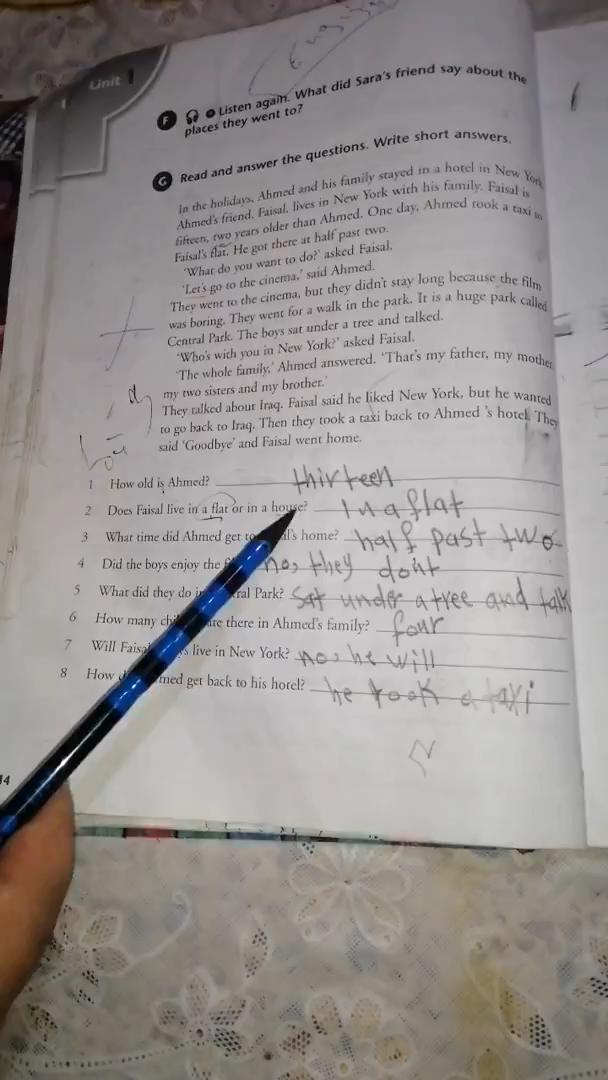 English
Unit 1
F Listen again. What did Sara's friend say about the
places they went to?
G Read and answer the questions. Write short answers.
In the holidays, Ahmed and his family stayed in a hotel in New York.
Ahmed's friend, Faisal, lives in New York with his family. Faisal is
fifteen, two years older than Ahmed. One day, Ahmed took a taxi to
Faisal's flat. He got there at half past two.
'What do you want to do?' asked Faisal.
'Let's go to the cinema,' said Ahmed.
They went to the cinema, but they didn't stay long because the film
was boring. They went for a walk in the park. It is a huge park called
Central Park. The boys sat under a tree and talked.
'Who's with you in New York?' asked Faisal.
'The whole family,' Ahmed answered. 'That's my father, my mother,
my two sisters and my brother.'
They talked about Iraq. Faisal said he liked New York, but he wanted
to go back to Iraq. Then they took a taxi back to Ahmed 's hotel. They
said 'Goodbye' and Faisal went home.
1 How old is Ahmed? thirteen
2 Does Faisal live in a flat or in a house? In a flat
3 What time did Ahmed get to 's home? half past two
4 Did the boys enjoy the no, they dont
5 What did they do in Park? Sat under a tree and talk
6 How many are there in Ahmed's family? four
7 Will live in New York? no, he will
8 How get back to his hotel? he took a taxi
14